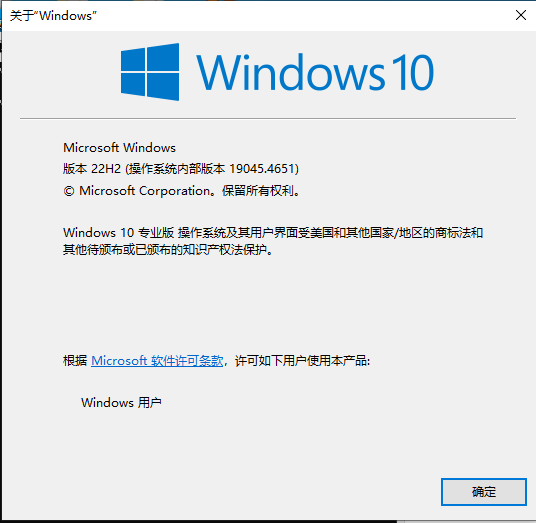 关于“Windows”
Windows 10
Microsoft Windows
版本 22H2 (操作系统内部版本 19045.4651)
© Microsoft Corporation。保留所有权利。
Windows 10 专业版 操作系统及其用户界面受美国和其他国家/地区的商标法和
其他待颁布或已颁布的知识产权法保护。
根据 Microsoft 软件许可条款，许可如下用户使用本产品:
Windows 用户
确定